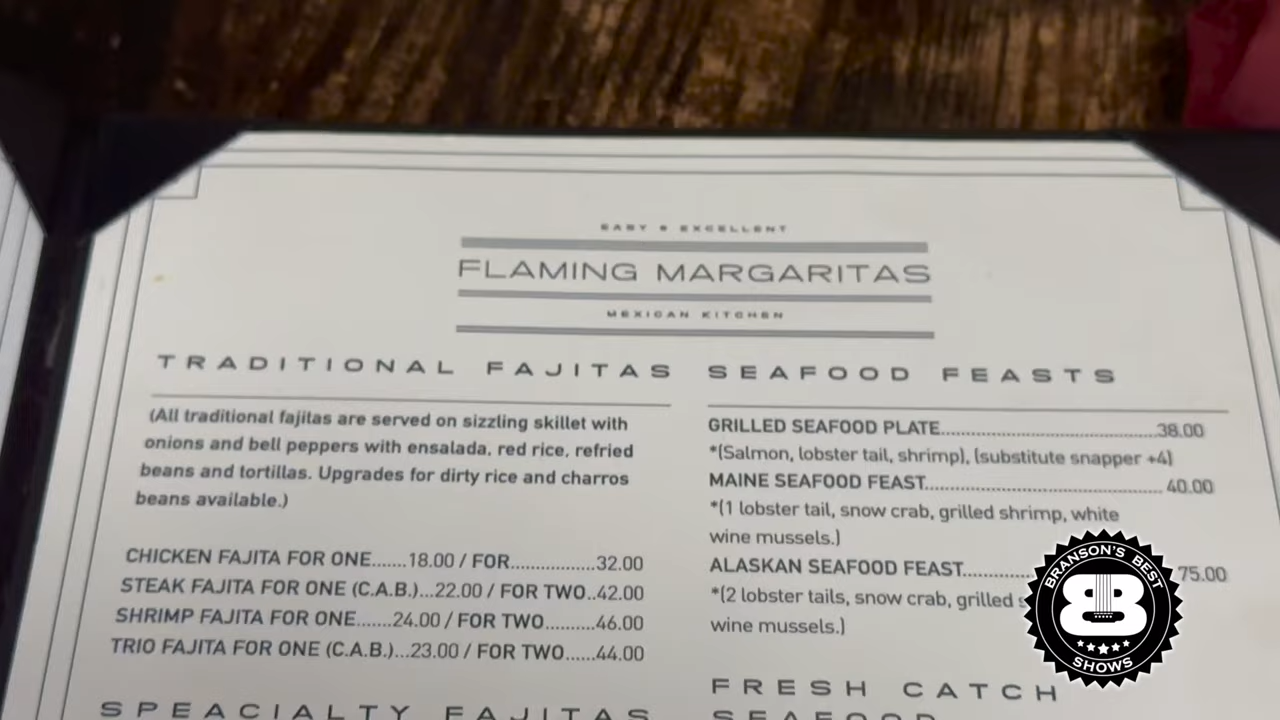 EASY ★ EXCELLENT
FLAMING MARGARITAS
MEXICAN KITCHEN
TRADITIONAL FAJITAS
(All traditional fajitas are served on sizzling skillet with
onions and bell peppers with ensalada, red rice, refried
beans and tortillas. Upgrades for dirty rice and charros
beans available.)
CHICKEN FAJITA FOR ONE.......18.00 / FOR................32.00
STEAK FAJITA FOR ONE (C.A.B.)...22.00 / FOR TWO..42.00
SHRIMP FAJITA FOR ONE......24.00 / FOR TWO.........46.00
TRIO FAJITA FOR ONE (C.A.B.)...23.00 / FOR TWO......44.00
SPEACIALTY FAJITAS
SEAFOOD FEASTS
GRILLED SEAFOOD PLATE..........................................38.00
*(Salmon, lobster tail, shrimp), (substitute snapper +4)
MAINE SEAFOOD FEAST.............................................. 40.00
*(1 lobster tail, snow crab, grilled shrimp, white
wine mussels.)
ALASKAN SEAFOOD FEAST............ 75.00
*(2 lobster tails, snow crab, grilled
wine mussels.)
FRESH CATCH
SEAFOOD
BRANSON'S BEST
BB
SHOWS